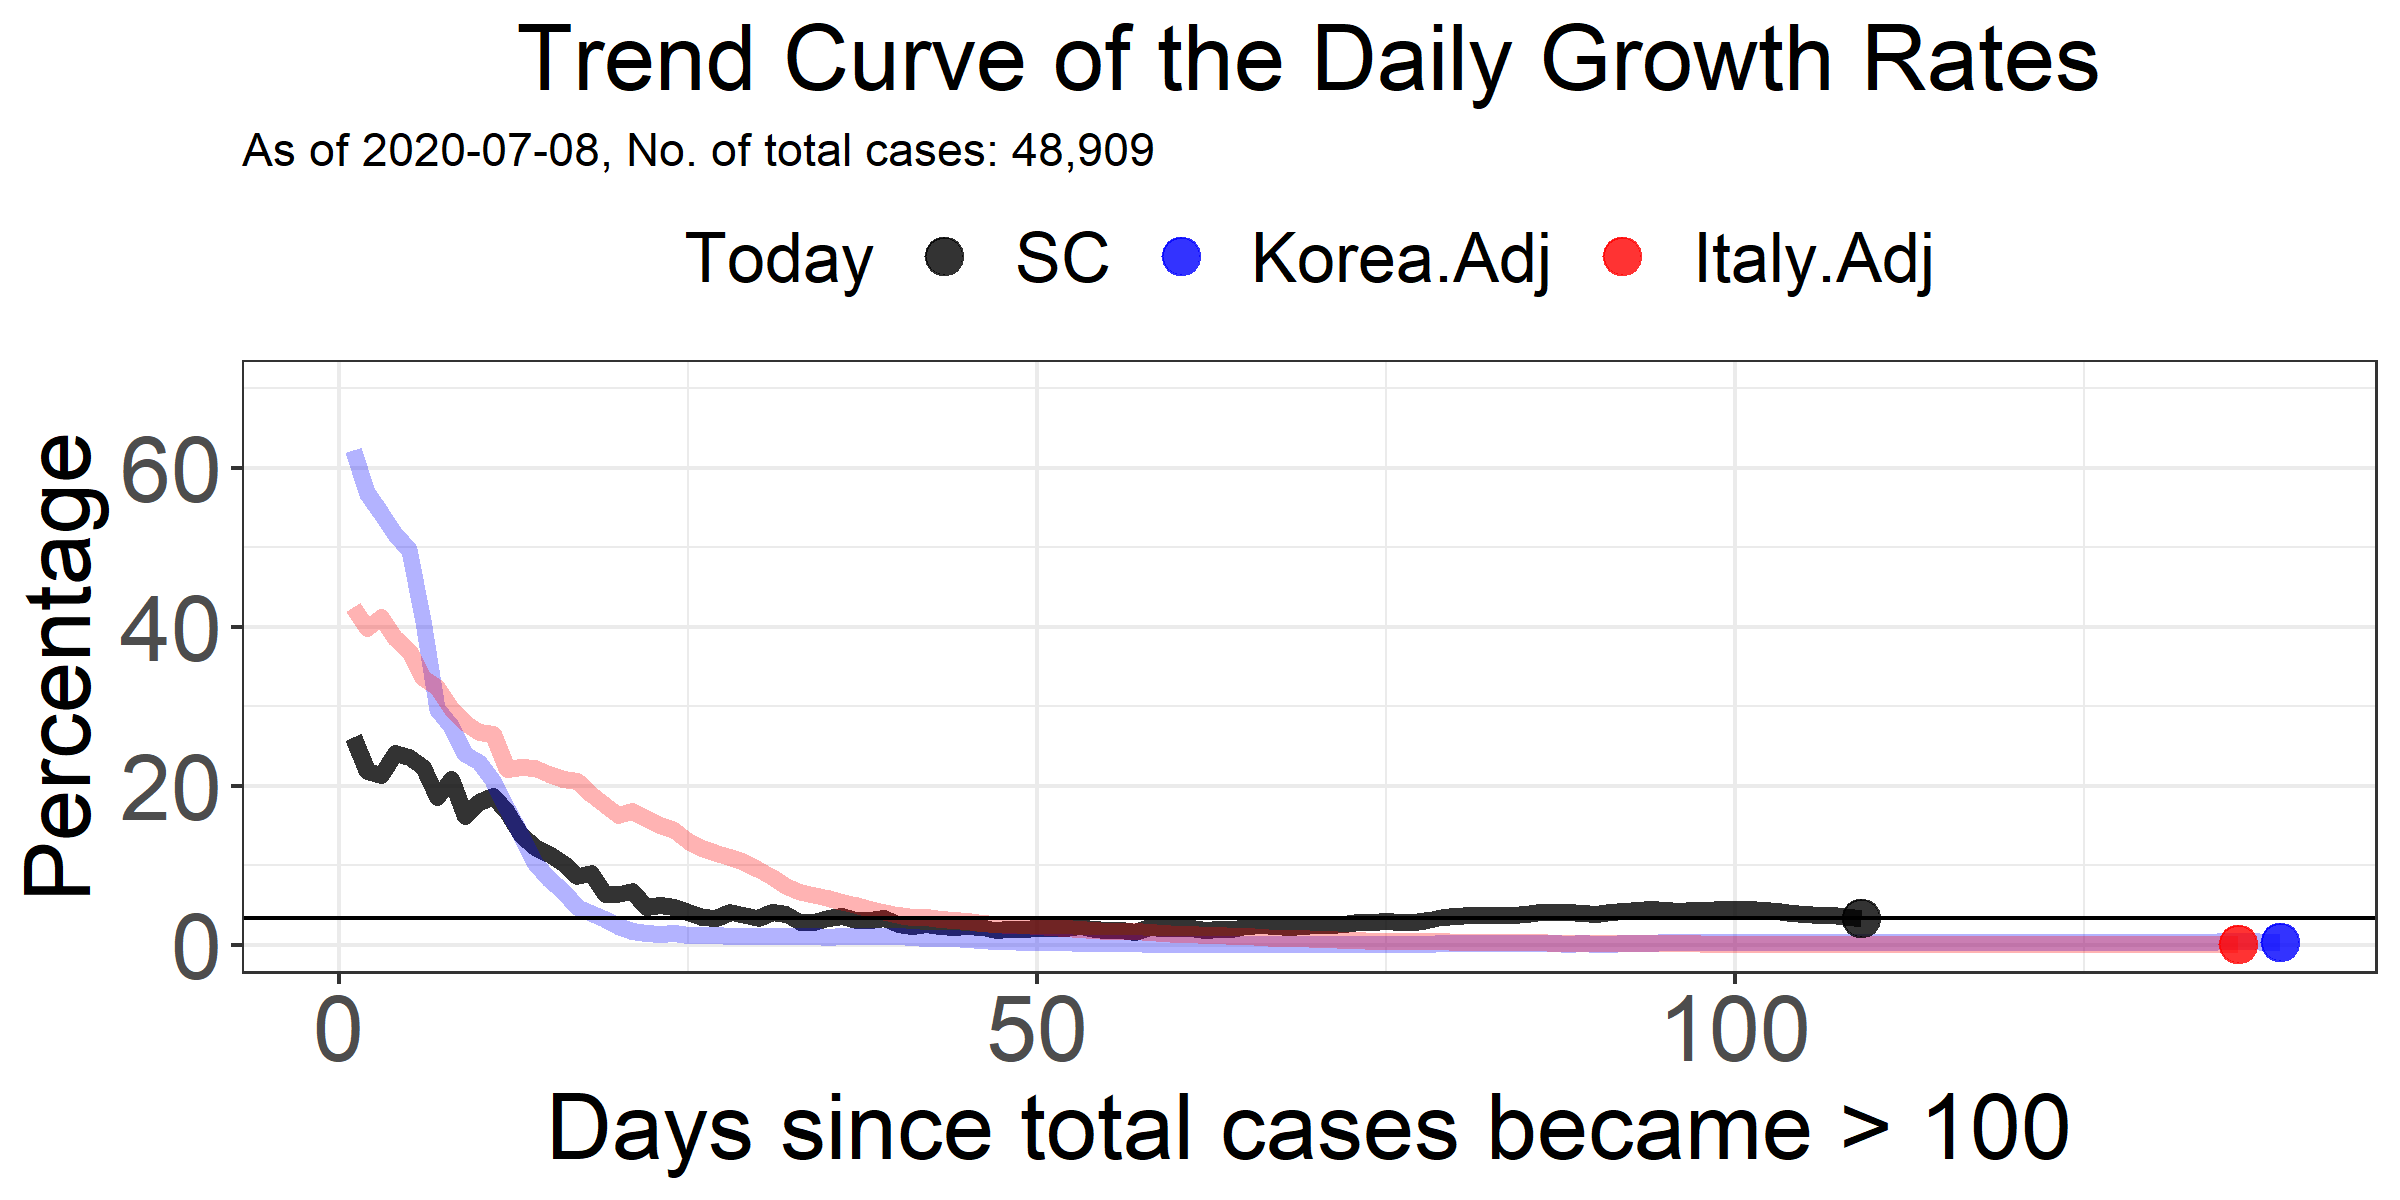 Trend Curve of the Daily Growth Rates
As of 2020-07-08, No. of total cases: 48,909
Today SC Korea.Adj Italy.Adj
Percentage
60
40
20
0
0 50 100
Days since total cases became > 100